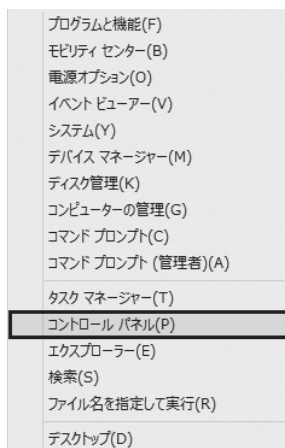 プログラムと機能(F)
モビリティ センター(B)
電源オプション(O)
イベント ビューアー(V)
システム(Y)
デバイス マネージャー(M)
ディスク管理(K)
コンピューターの管理(G)
コマンド プロンプト(C)
コマンド プロンプト (管理者)(A)
タスク マネージャー(T)
コントロール パネル(P)
エクスプローラー(E)
検索(S)
ファイル名を指定して実行(R)
デスクトップ(D)